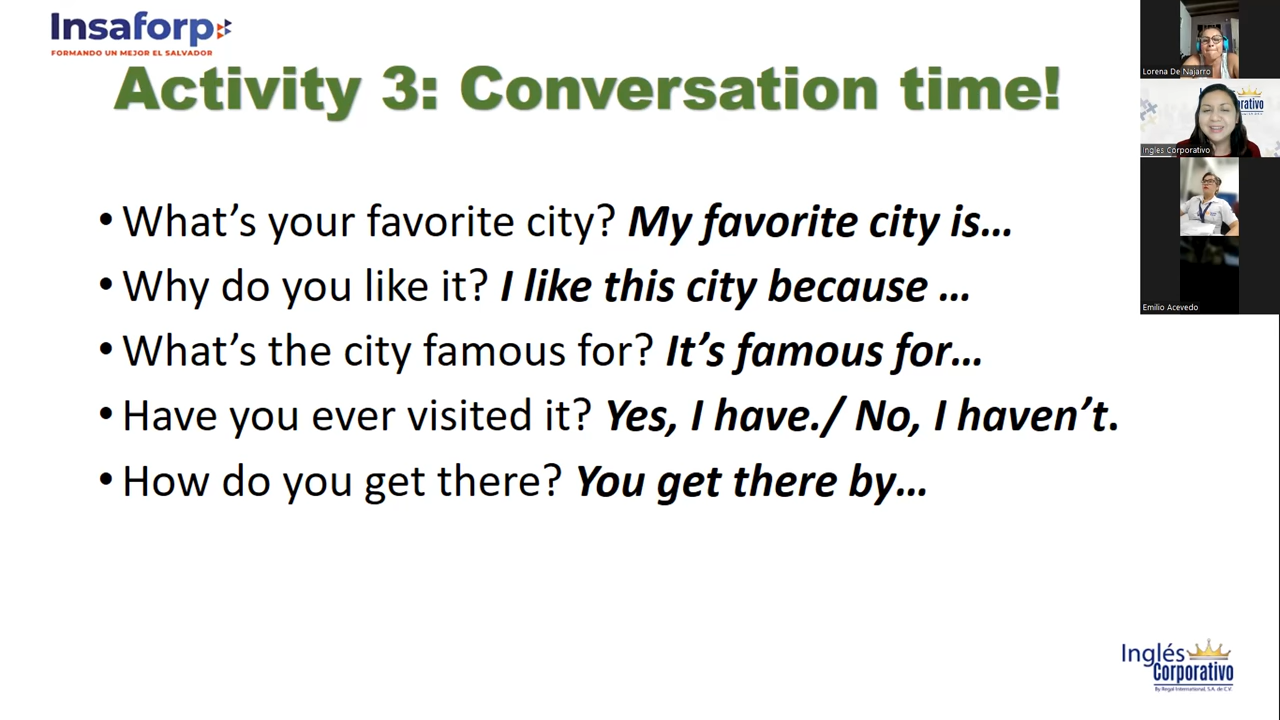 Insaforp
FORMANDO UN MEJOR EL SALVADOR
Activity 3: Conversation time!
• What’s your favorite city? My favorite city is…
• Why do you like it? I like this city because …
• What’s the city famous for? It’s famous for…
• Have you ever visited it? Yes, I have./ No, I haven’t.
• How do you get there? You get there by…
Lorena De Najarro
Corporativo
Inglés Corporativo
Emilio Acevedo
Inglés
Corporativo
By Regal International, S.A. de C.V.